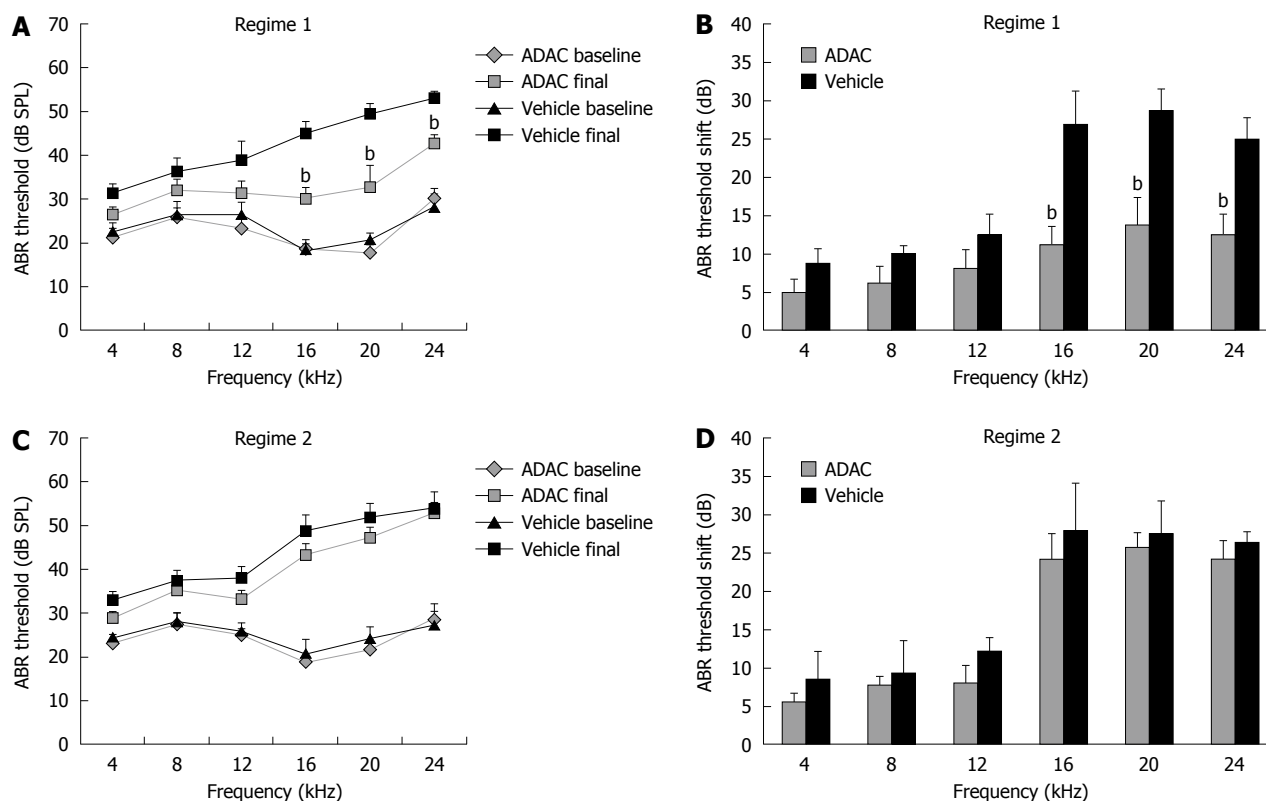 A
Regime 1
70
60
50
40
30
20
10
0
ABR threshold (dB SPL)
b
b
b
4 8 12 16 20 24
Frequency (kHz)
ADAC baseline
ADAC final
Vehicle baseline
Vehicle final
B
Regime 1
40
35
30
25
20
15
10
5
0
ABR threshold shift (dB)
ADAC
Vehicle
b
b
b
4 8 12 16 20 24
Frequency (kHz)
C
Regime 2
70
60
50
40
30
20
10
0
ABR threshold (dB SPL)
4 8 12 16 20 24
Frequency (kHz)
ADAC baseline
ADAC final
Vehicle baseline
Vehicle final
D
Regime 2
40
35
30
25
20
15
10
5
0
ABR threshold shift (dB)
ADAC
Vehicle
4 8 12 16 20 24
Frequency (kHz)